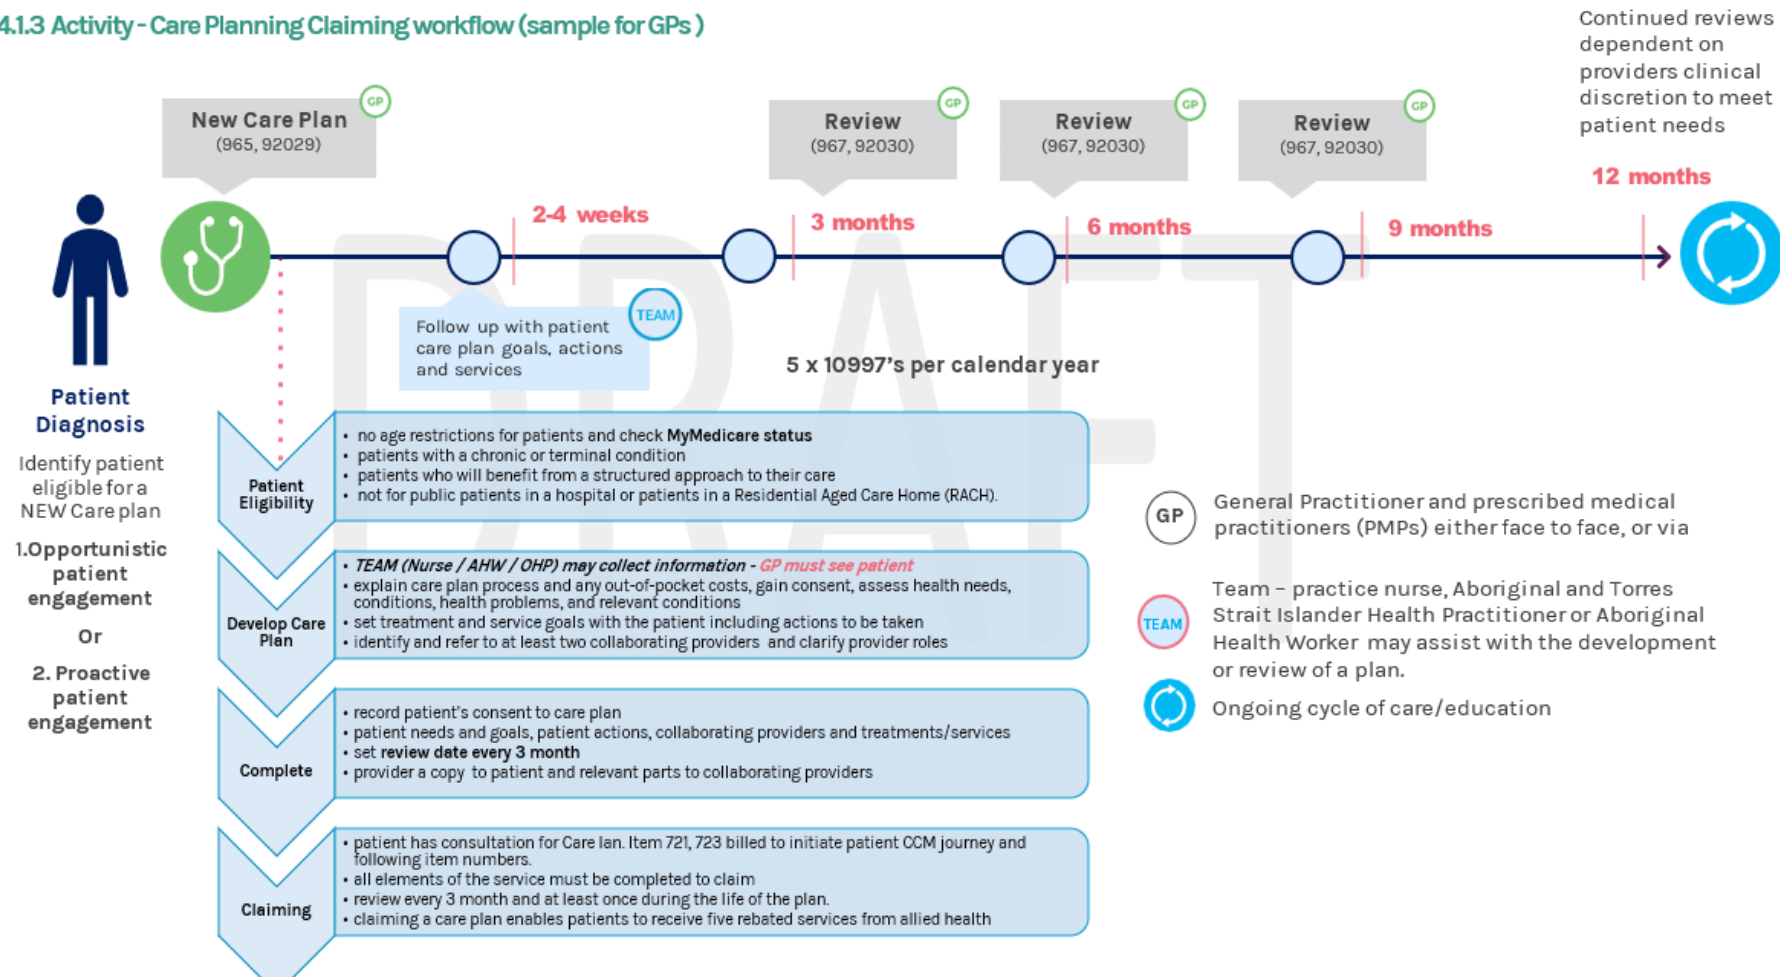 4.1.3 Activity - Care Planning Claiming workflow (sample for GPs )
Continued reviews
dependent on
providers clinical
discretion to meet
patient needs
New Care Plan
(965, 92029)
GP
Review
(967, 92030)
GP
Review
(967, 92030)
GP
Review
(967, 92030)
GP
2-4 weeks
3 months
6 months
9 months
12 months
Follow up with patient
care plan goals, actions
and services
TEAM
5 x 10997's per calendar year
Patient
Diagnosis
Identify patient
eligible for a
NEW Care plan
1.Opportunistic
patient
engagement
Or
2. Proactive
patient
engagement
Patient
Eligibility
• no age restrictions for patients and check MyMedicare status
• patients with a chronic or terminal condition
• patients who will benefit from a structured approach to their care
• not for public patients in a hospital or patients in a Residential Aged Care Home (RACH).
Develop Care
Plan
• TEAM (Nurse / AHW / OHP) may collect information - GP must see patient
• explain care plan process and any out-of-pocket costs, gain consent, assess health needs,
conditions, health problems, and relevant conditions
• set treatment and service goals with the patient including actions to be taken
• identify and refer to at least two collaborating providers and clarify provider roles
Complete
• record patient's consent to care plan
• patient needs and goals, patient actions, collaborating providers and treatments/services
• set review date every 3 month
• provider a copy to patient and relevant parts to collaborating providers
Claiming
• patient has consultation for Care lan. Item 721, 723 billed to initiate patient CCM journey and
following item numbers.
• all elements of the service must be completed to claim
• review every 3 month and at least once during the life of the plan.
• claiming a care plan enables patients to receive five rebated services from allied health
GP
General Practitioner and prescribed medical
practitioners (PMPs) either face to face, or via
TEAM
Team – practice nurse, Aboriginal and Torres
Strait Islander Health Practitioner or Aboriginal
Health Worker may assist with the development
or review of a plan.
Ongoing cycle of care/education
DRAFT